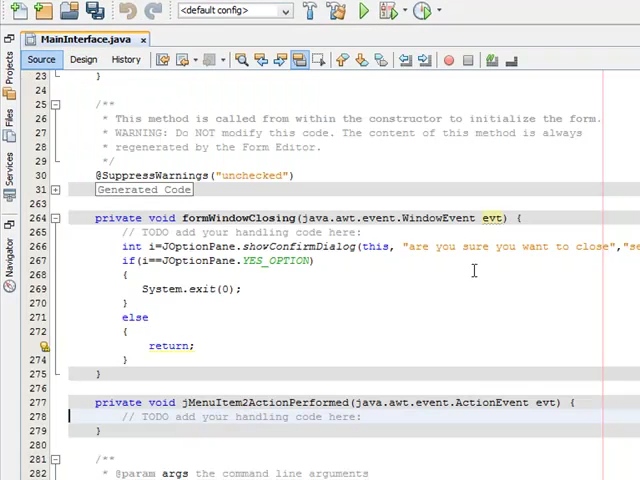 <default config>
MainInterface.java
Source Design History
Projects
Files
Services
Navigator
23 }
24
25 /**
26 * This method is called from within the constructor to initialize the form.
27 * WARNING: Do NOT modify this code. The content of this method is always
28 * regenerated by the Form Editor.
29 */
30 @SuppressWarnings("unchecked")
31 Generated Code
264 private void formWindowClosing(java.awt.event.WindowEvent evt) {
265 // TODO add your handling code here:
266 int i=JOptionPane.showConfirmDialog(this, "are you sure you want to close","se
267 if(i==JOptionPane.YES_OPTION)
268 {
269 System.exit(0);
270 }
271 else
272 {
return;
274 }
275 }
276
277 private void jMenuItem2ActionPerformed(java.awt.event.ActionEvent evt) {
278 // TODO add your handling code here:
279 }
280
281 /**
282 * @param args the command line arguments